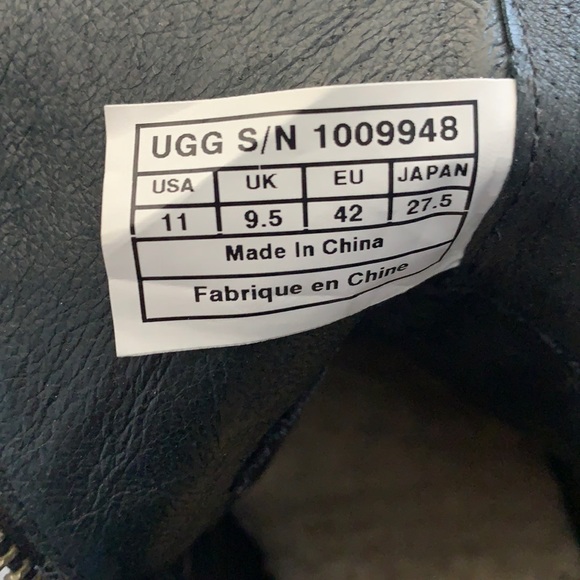 UGG S/N 1009948
USA UK EU JAPAN
11 9.5 42 27.5
Made In China
Fabrique en Chine